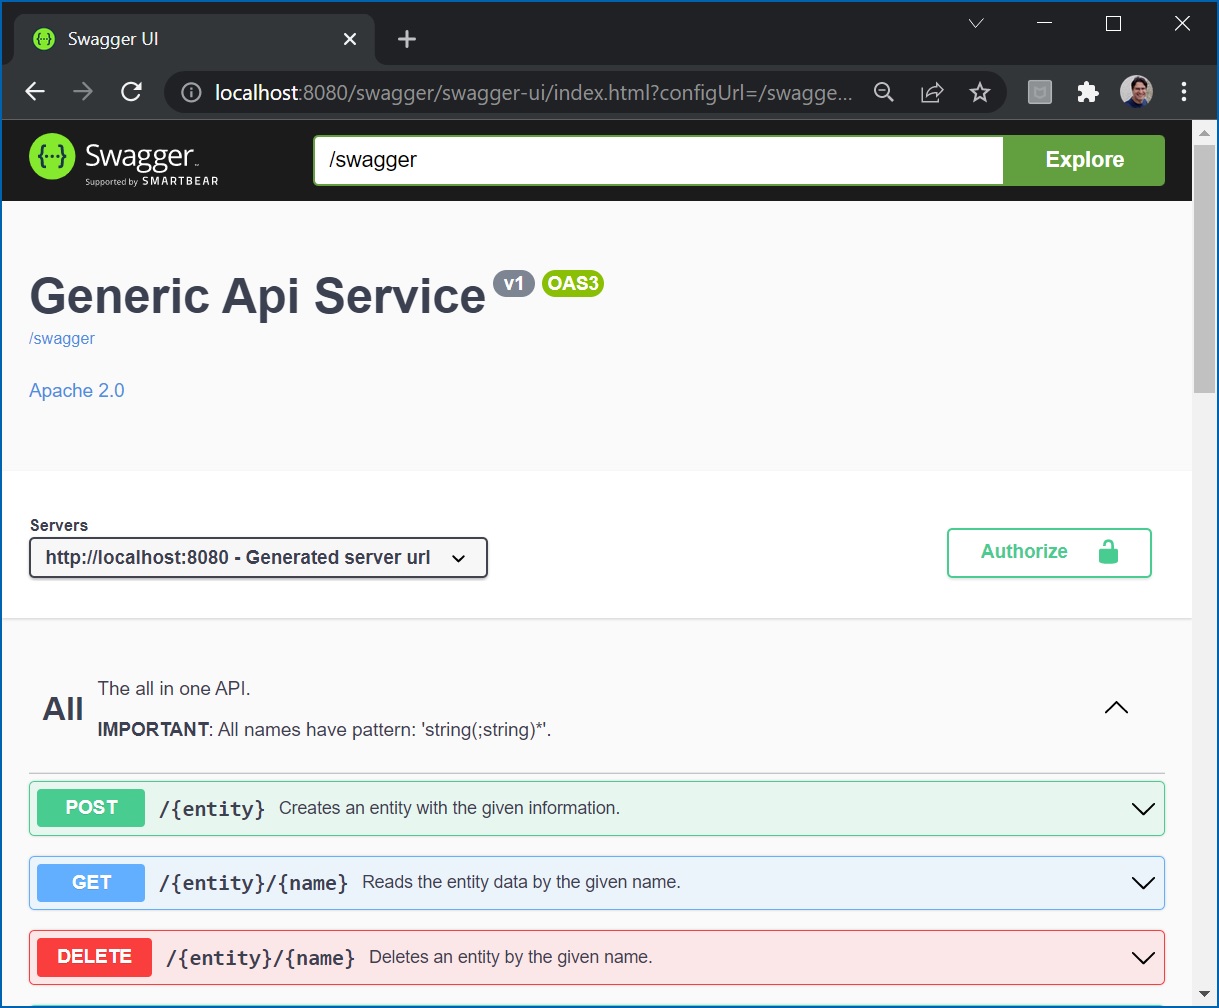 Swagger UI
localhost:8080/swagger/swagger-ui/index.html?configUrl=/swagge...
Swagger™
Supported by SMARTBEAR
/swagger
Explore
Generic Api Service v1 OAS3
/swagger
Apache 2.0
Servers
http://localhost:8080 - Generated server url
Authorize
All
The all in one API.
IMPORTANT: All names have pattern: 'string(;string)*'.
POST /{entity} Creates an entity with the given information.
GET /{entity}/{name} Reads the entity data by the given name.
DELETE /{entity}/{name} Deletes an entity by the given name.